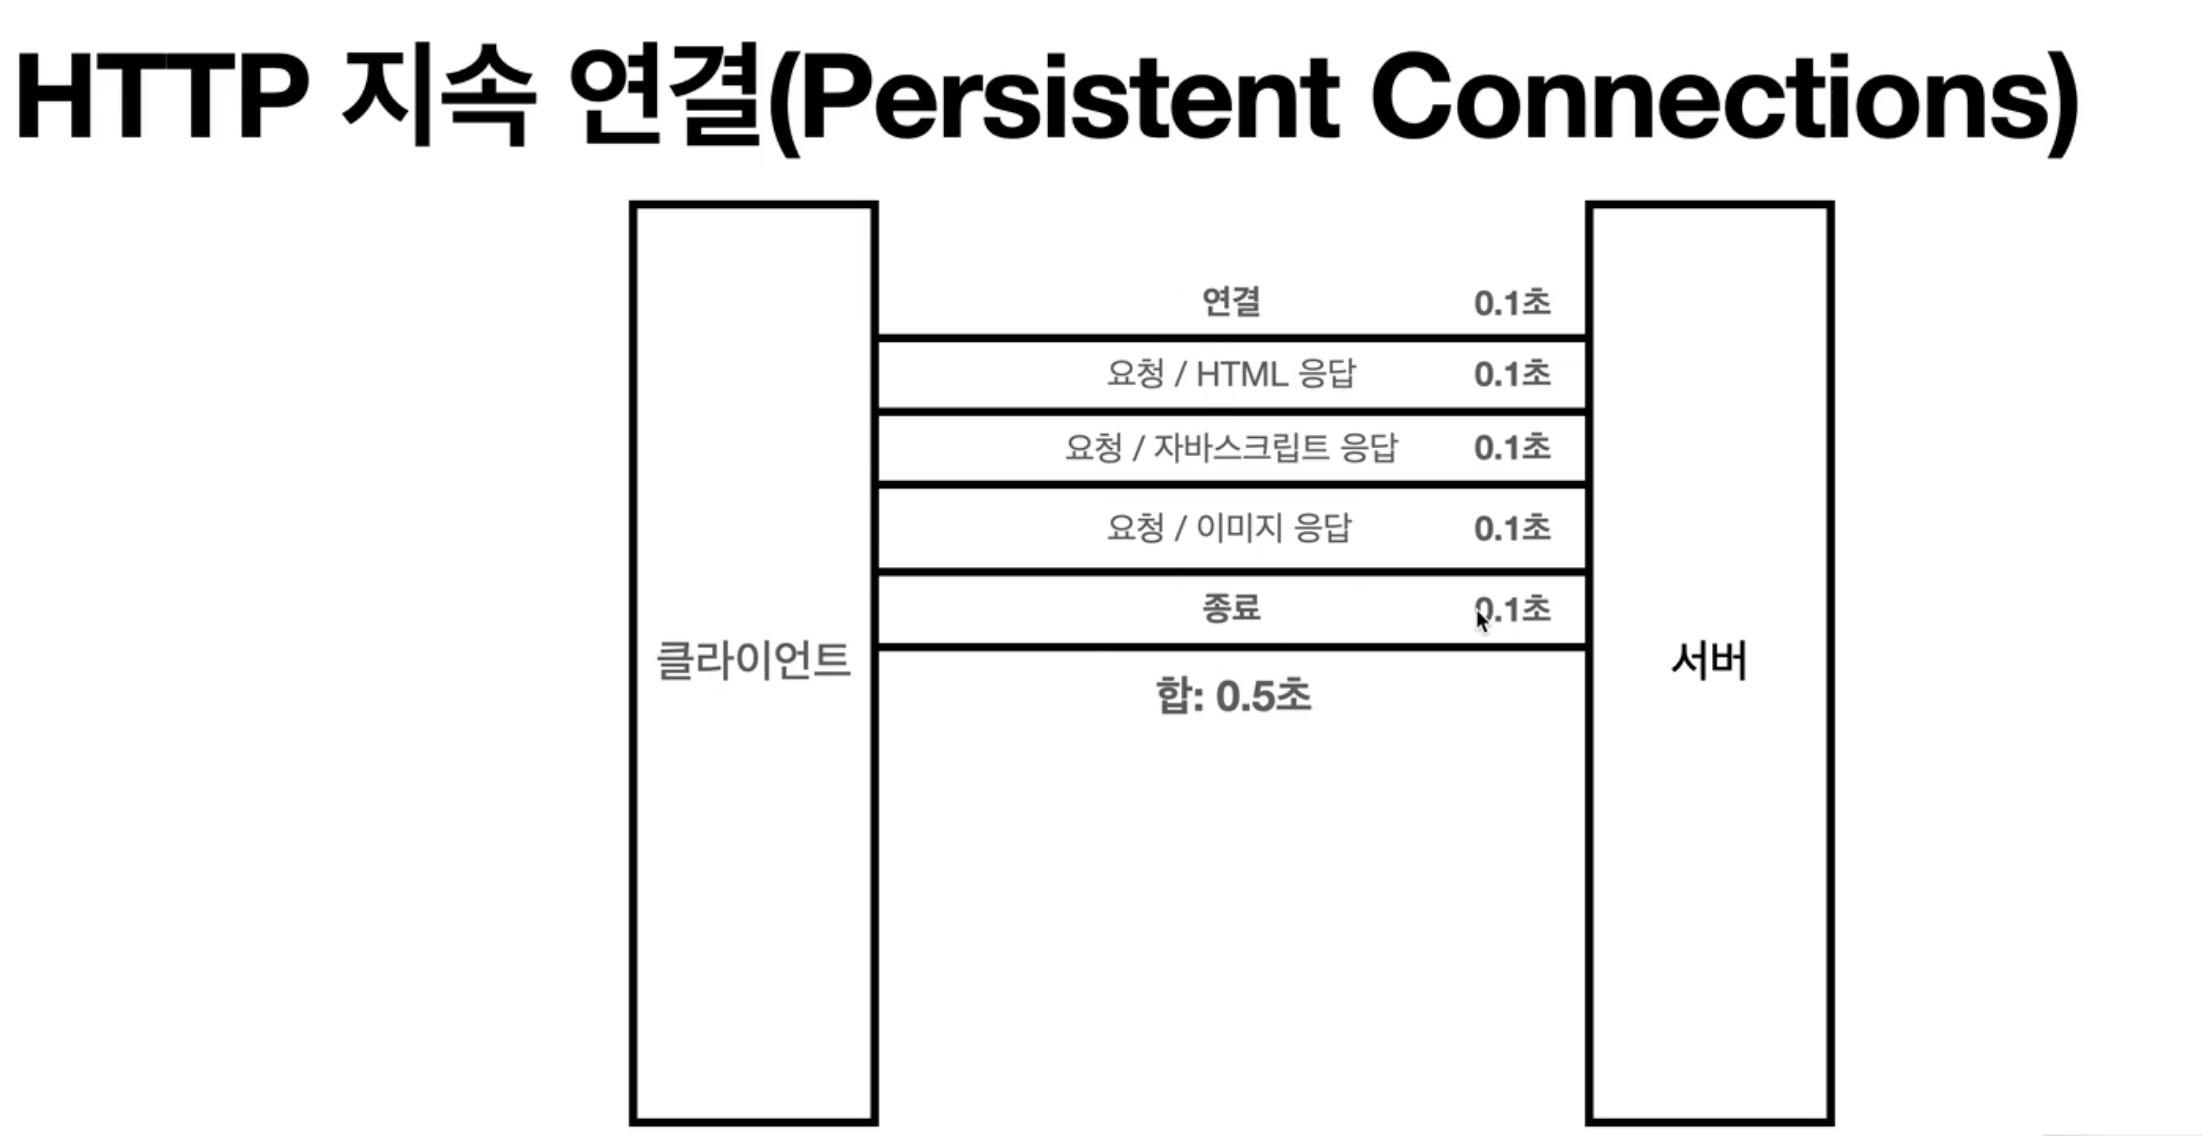 HTTP 지속 연결(Persistent Connections)
연결 0.1초
요청 / HTML 응답 0.1초
요청 / 자바스크립트 응답 0.1초
요청 / 이미지 응답 0.1초
종료 0.1초
클라이언트
서버
합: 0.5초